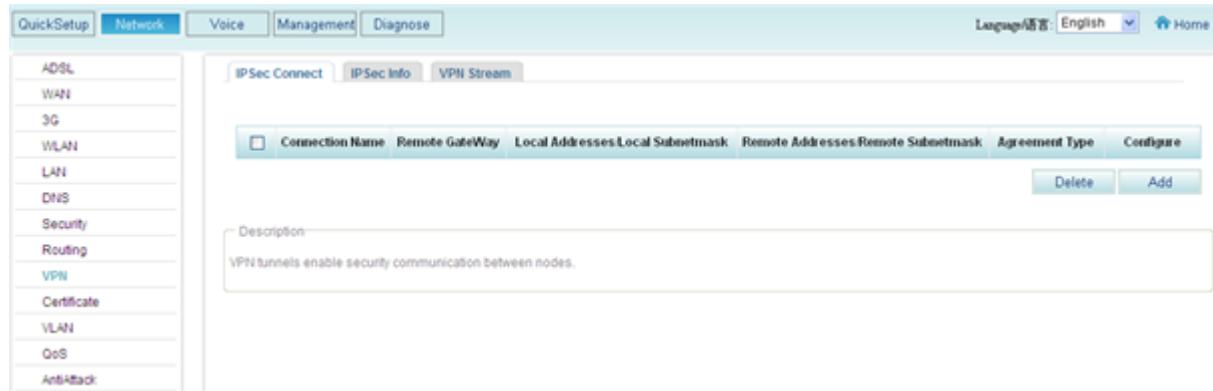 QuickSetup Network Voice Management Diagnose Language/语言: English Home
ADSL
WAN
3G
WLAN
LAN
DNS
Security
Routing
VPN
Certificate
VLAN
QoS
AntiAttack
IPSec Connect IPSec Info VPN Stream
Connection Name Remote GateWay Local Addresses/Local Subnetmask Remote Addresses/Remote Subnetmask Agreement Type Configure
Delete Add
Description
VPN tunnels enable security communication between nodes.